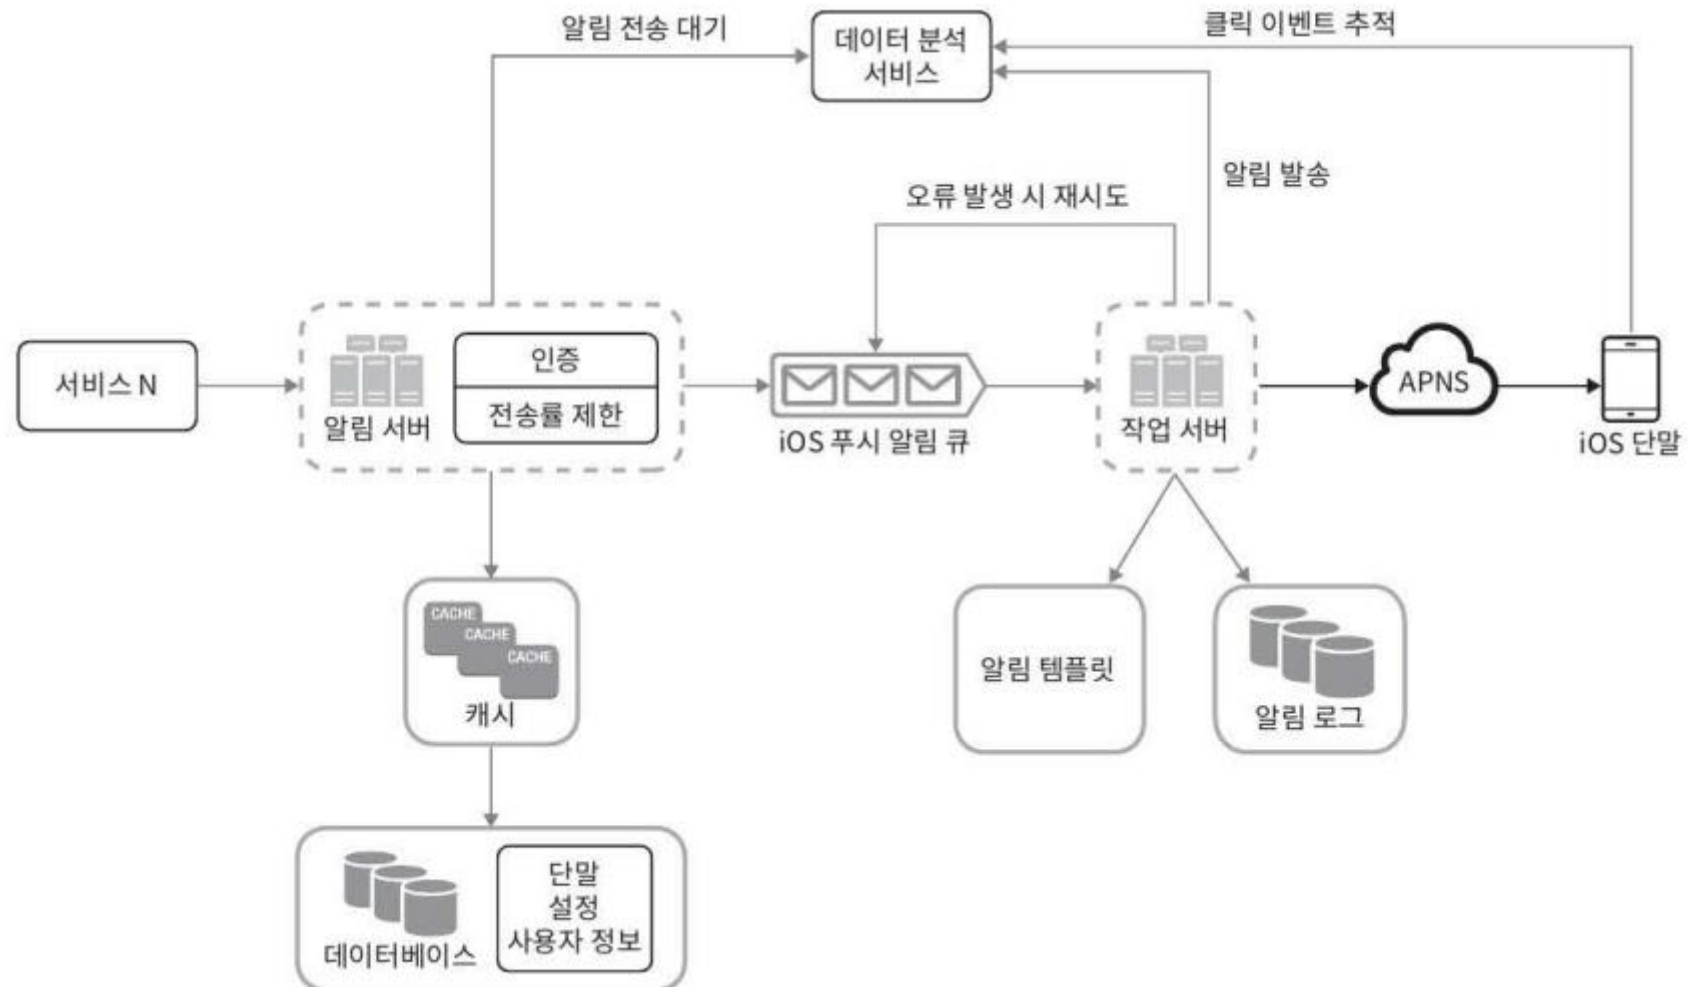 알림 전송 대기
데이터 분석
서비스
클릭 이벤트 추적
알림 발송
오류 발생 시 재시도
서비스 N
알림 서버
인증
전송률 제한
iOS 푸시 알림 큐
작업 서버
APNS
iOS 단말
CACHE
CACHE
CACHE
캐시
알림 템플릿
알림 로그
데이터베이스
단말
설정
사용자 정보